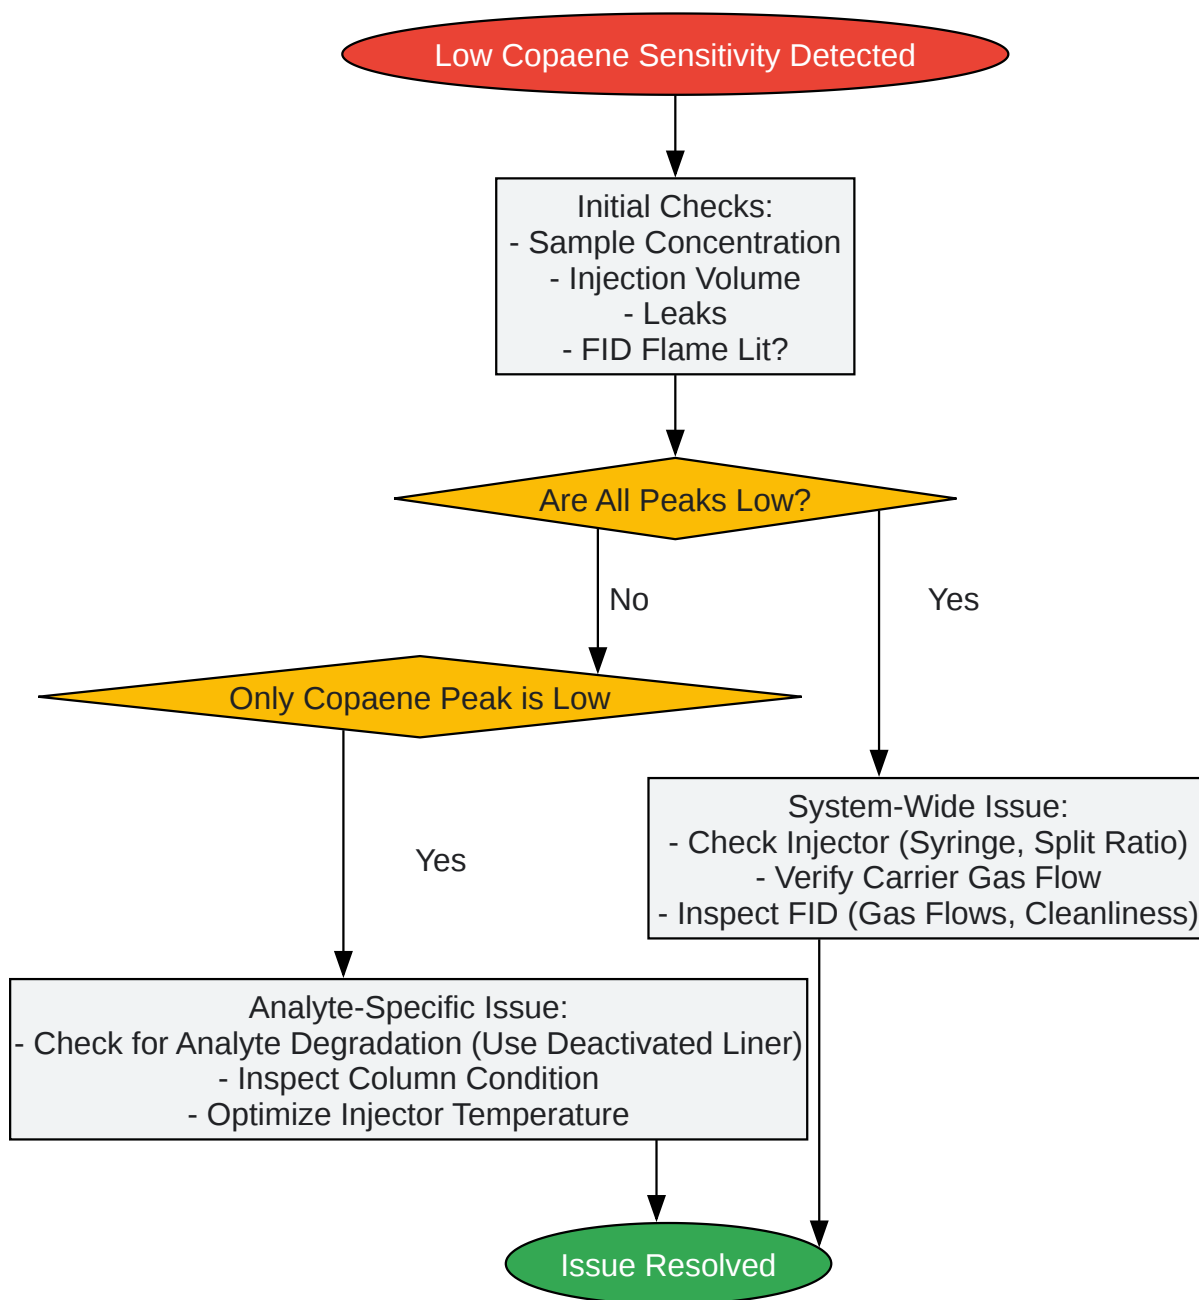 Low Copaene Sensitivity Detected
Initial Checks:
- Sample Concentration
- Injection Volume
- Leaks
- FID Flame Lit?
Are All Peaks Low?
No
Yes
Only Copaene Peak is Low
System-Wide Issue:
- Check Injector (Syringe, Split Ratio)
- Verify Carrier Gas Flow
- Inspect FID (Gas Flows, Cleanliness)
Yes
Analyte-Specific Issue:
- Check for Analyte Degradation (Use Deactivated Liner)
- Inspect Column Condition
- Optimize Injector Temperature
Issue Resolved